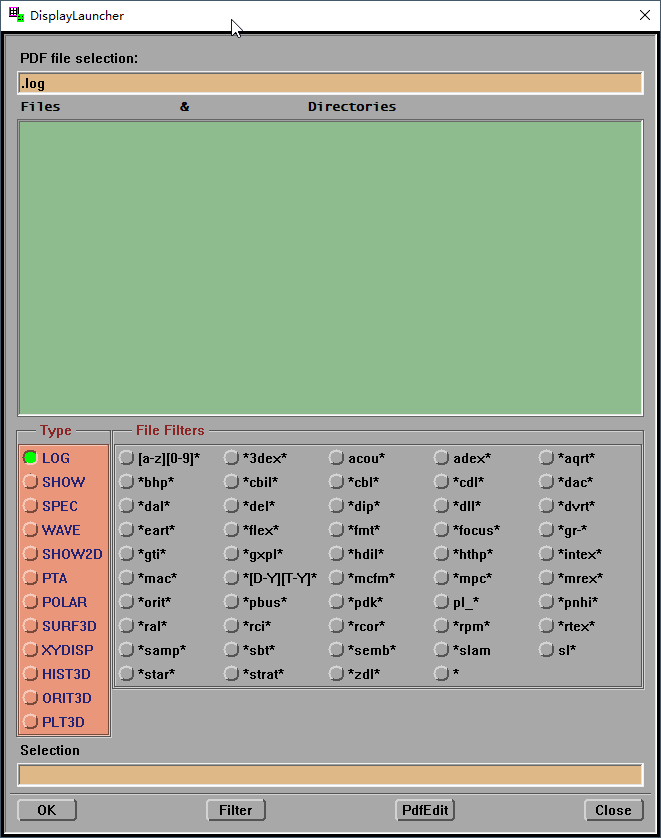 DisplayLauncher
PDF file selection:
.log
Files & Directories
Type File Filters
LOG [a-z][0-9]* *3dex* acou* adex* *aqrt*
SHOW *bhp* *cbil* *cbl* *cdl* *dac*
SPEC *dal* *del* *dip* *dll* *dvrt*
WAVE *eart* *flex* *fmt* *focus* *gr-*
SHOW2D *gti* *gxpl* *hdil* *hthp* *intex*
PTA *mac* *[D-Y][T-Y]* *mcfm* *mpc* *mrex*
POLAR *orit* *pbus* *pdk* pl_* *pnhi*
SURF3D *ral* *rci* *rcor* *rpm* *rtex*
XYDISP *samp* *sbt* *semb* *slam sl*
HIST3D *star* *strat* *zdl* *
ORIT3D
PLT3D
Selection
OK Filter PdfEdit Close